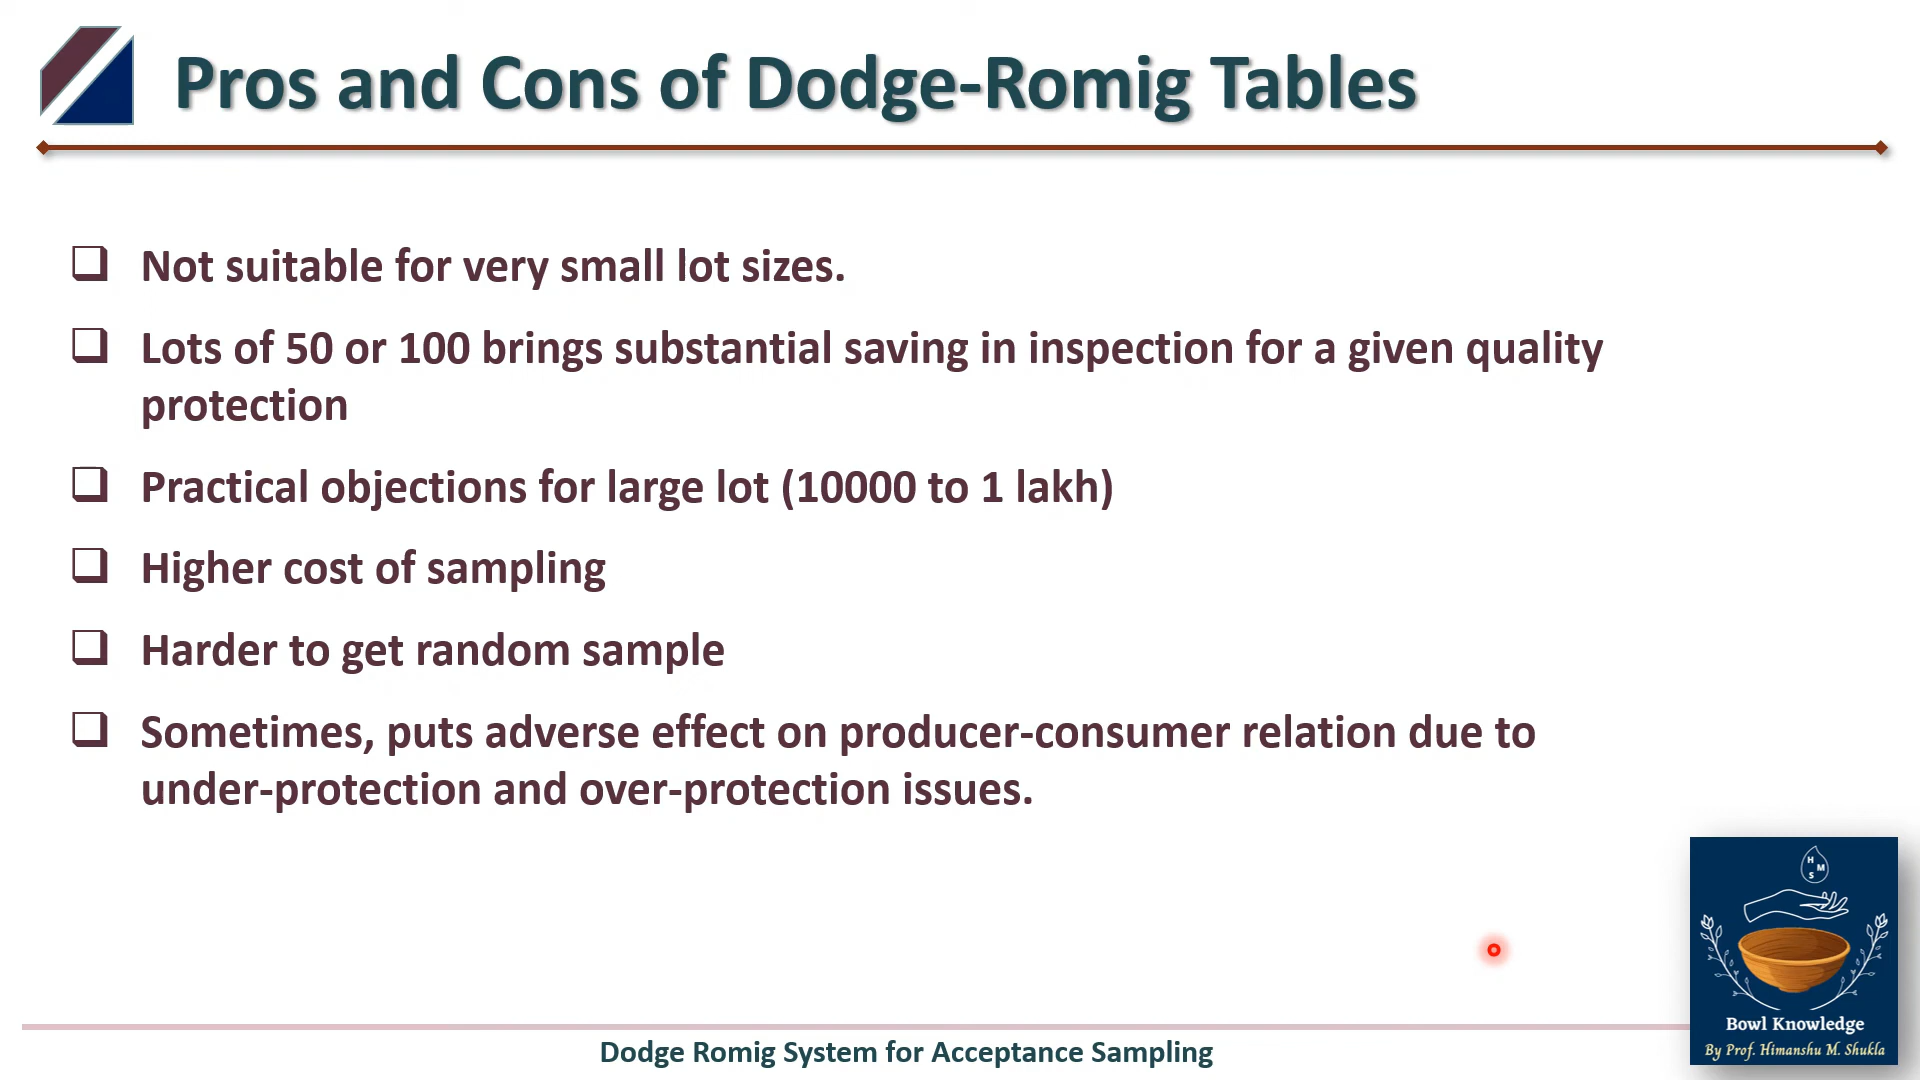 Pros and Cons of Dodge-Romig Tables
Not suitable for very small lot sizes.
Lots of 50 or 100 brings substantial saving in inspection for a given quality
protection
Practical objections for large lot (10000 to 1 lakh)
Higher cost of sampling
Harder to get random sample
Sometimes, puts adverse effect on producer-consumer relation due to
under-protection and over-protection issues.
H
M
S
Bowl Knowledge
By Prof. Himanshu M. Shukla
Dodge Romig System for Acceptance Sampling